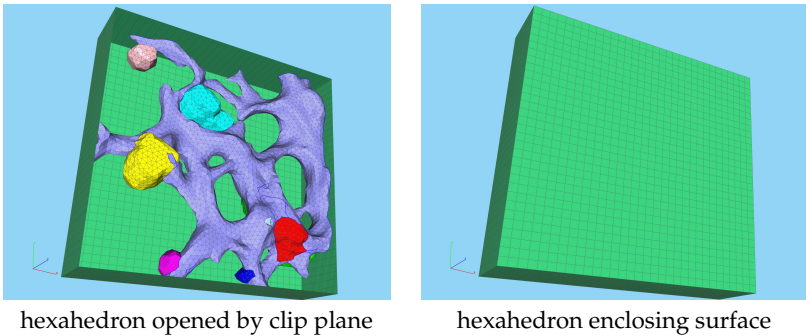 hexahedron opened by clip plane
hexahedron enclosing surface